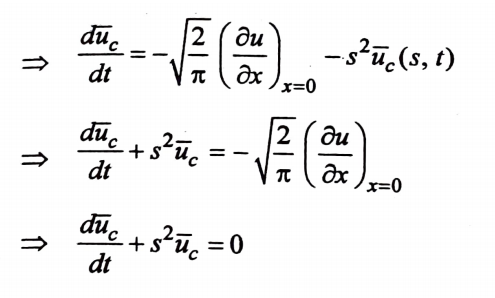 ⇒ dū_c/dt = −√(2/π) (∂u/∂x)_{x=0} − s²ū_c(s, t)
⇒ dū_c/dt + s²ū_c = −√(2/π) (∂u/∂x)_{x=0}
⇒ dū_c/dt + s²ū_c = 0